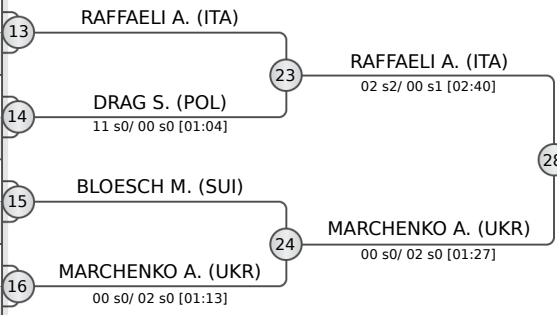 RAFFAELI A. (ITA)
13
23
RAFFAELI A. (ITA)
02 s2/ 00 s1 [02:40]
DRAG S. (POL)
14
11 s0/ 00 s0 [01:04]
28
BLOESCH M. (SUI)
15
24
MARCHENKO A. (UKR)
00 s0/ 02 s0 [01:27]
MARCHENKO A. (UKR)
16
00 s0/ 02 s0 [01:13]